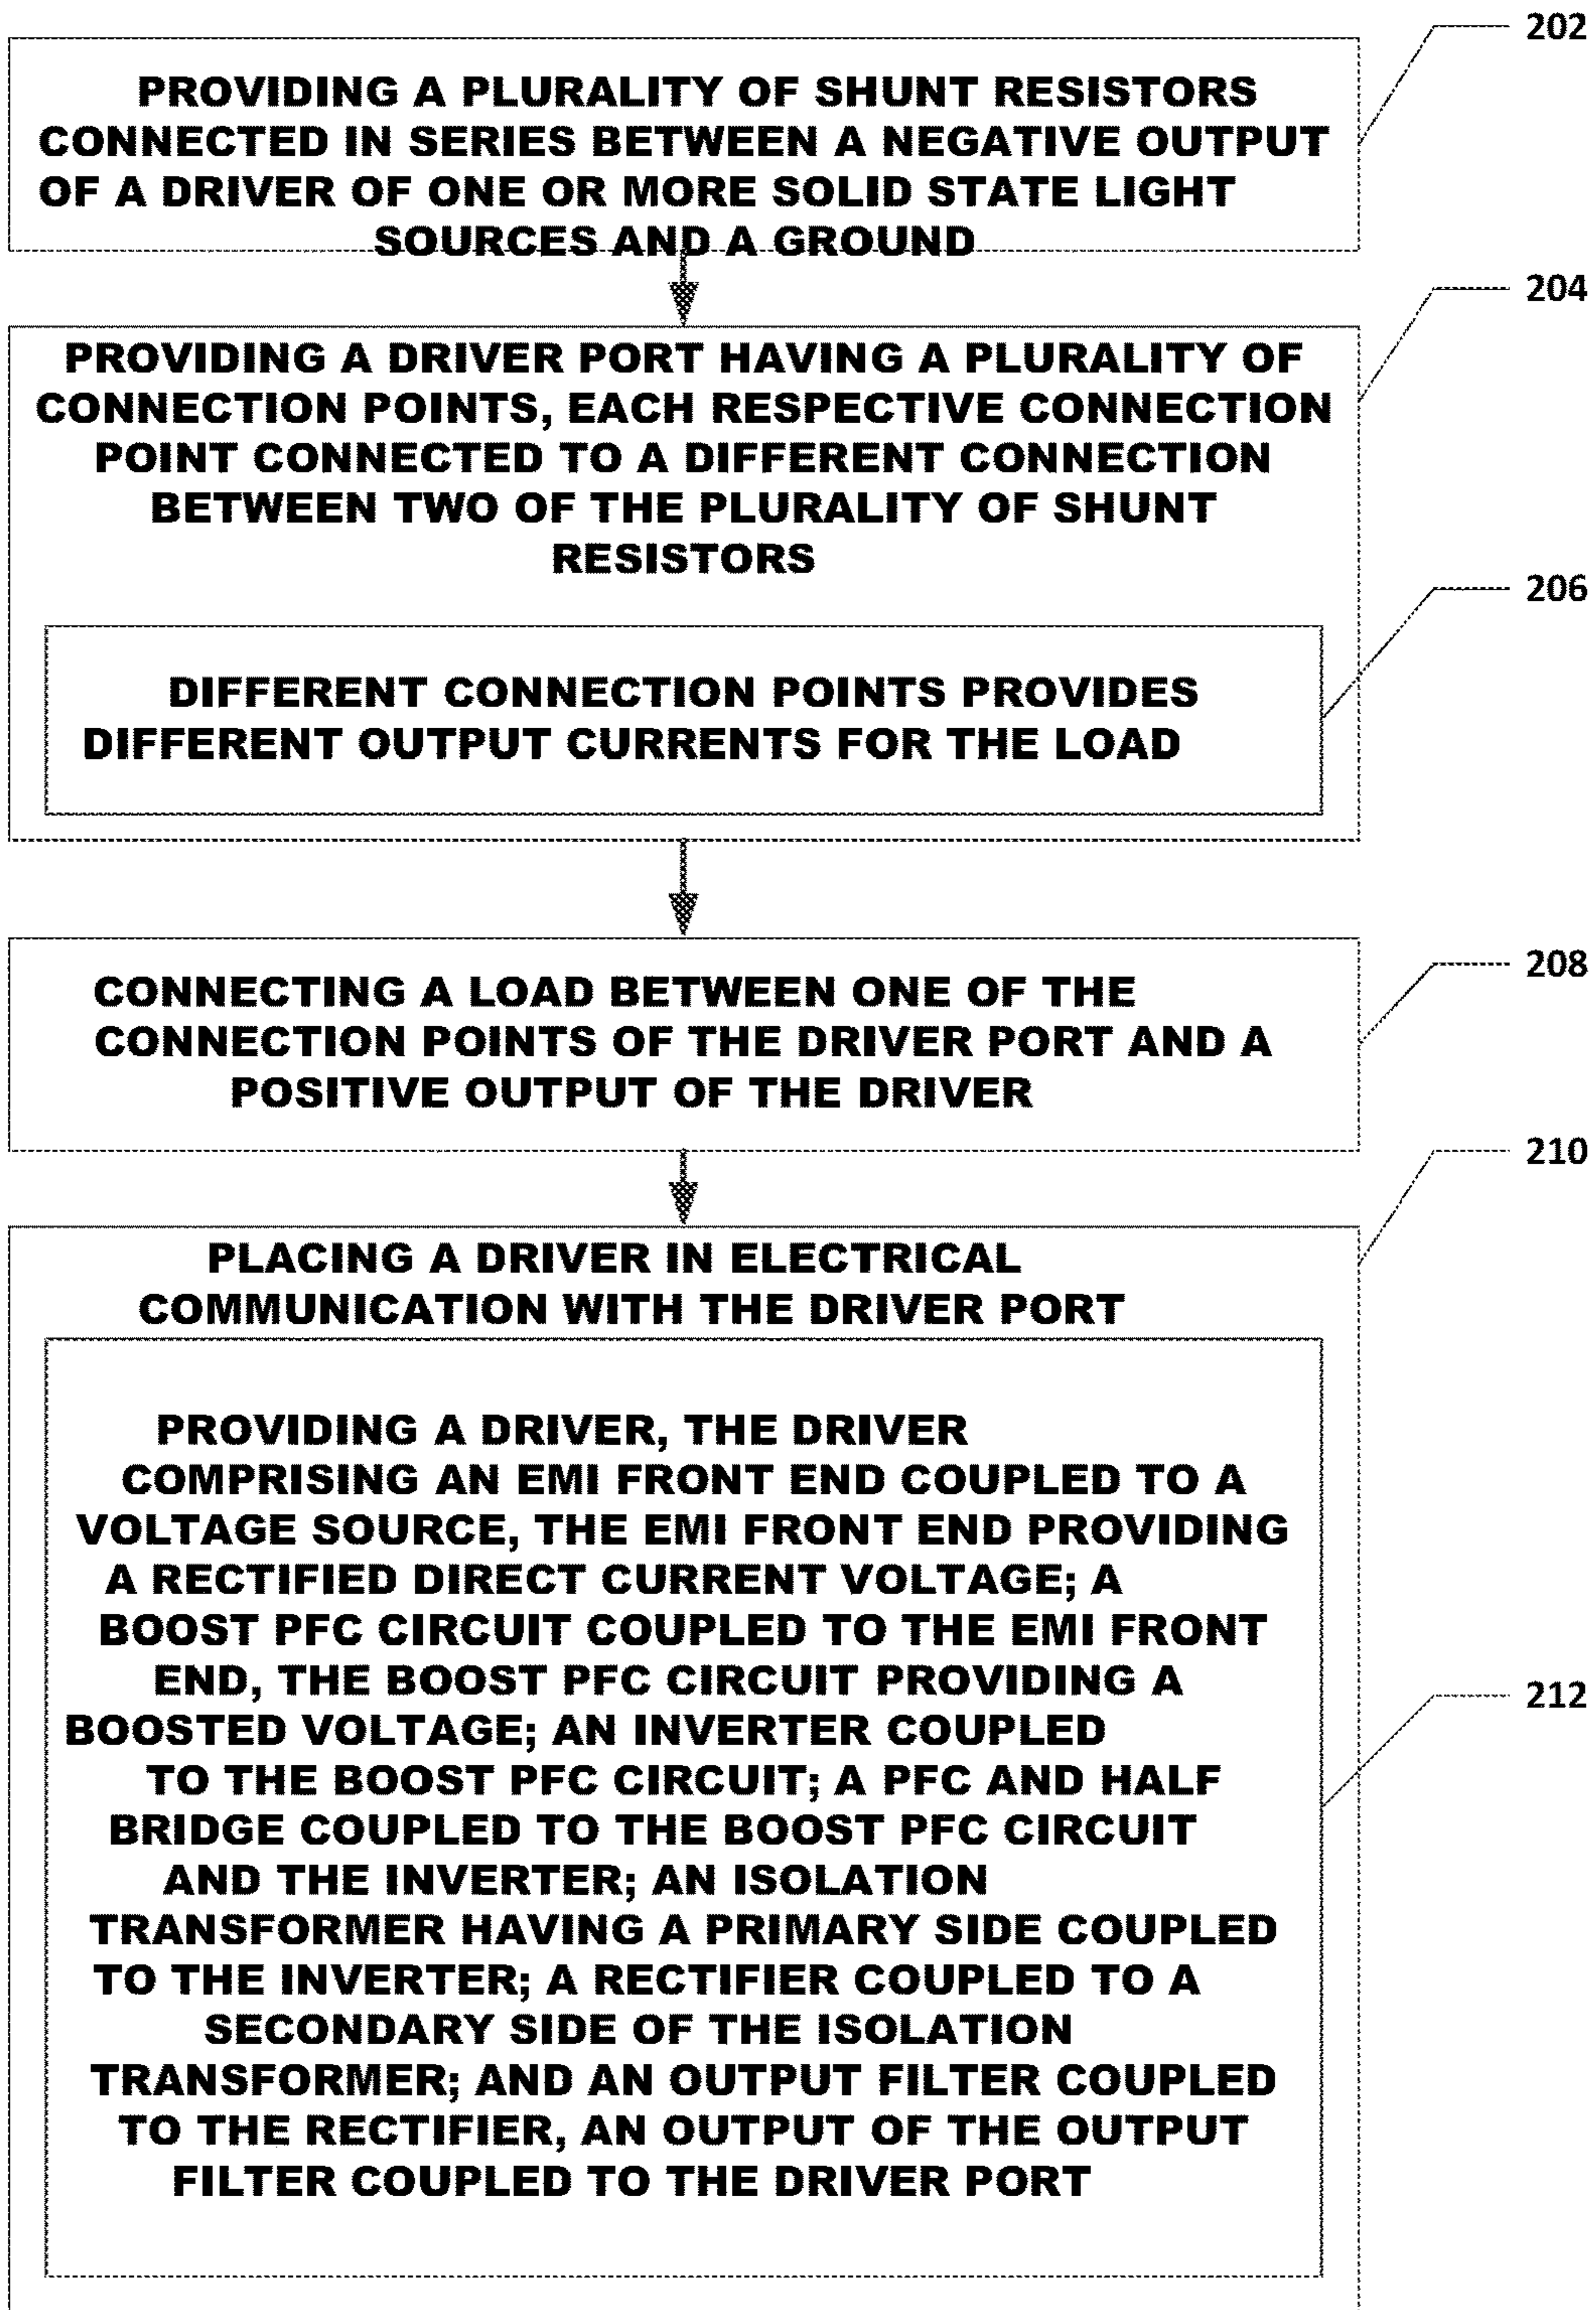 202
PROVIDING A PLURALITY OF SHUNT RESISTORS
CONNECTED IN SERIES BETWEEN A NEGATIVE OUTPUT
OF A DRIVER OF ONE OR MORE SOLID STATE LIGHT
SOURCES AND A GROUND
204
PROVIDING A DRIVER PORT HAVING A PLURALITY OF
CONNECTION POINTS, EACH RESPECTIVE CONNECTION
POINT CONNECTED TO A DIFFERENT CONNECTION
BETWEEN TWO OF THE PLURALITY OF SHUNT
RESISTORS
206
DIFFERENT CONNECTION POINTS PROVIDES
DIFFERENT OUTPUT CURRENTS FOR THE LOAD
208
CONNECTING A LOAD BETWEEN ONE OF THE
CONNECTION POINTS OF THE DRIVER PORT AND A
POSITIVE OUTPUT OF THE DRIVER
210
PLACING A DRIVER IN ELECTRICAL
COMMUNICATION WITH THE DRIVER PORT
PROVIDING A DRIVER, THE DRIVER
COMPRISING AN EMI FRONT END COUPLED TO A
VOLTAGE SOURCE, THE EMI FRONT END PROVIDING
A RECTIFIED DIRECT CURRENT VOLTAGE; A
BOOST PFC CIRCUIT COUPLED TO THE EMI FRONT
END, THE BOOST PFC CIRCUIT PROVIDING A
212
BOOSTED VOLTAGE; AN INVERTER COUPLED
TO THE BOOST PFC CIRCUIT; A PFC AND HALF
BRIDGE COUPLED TO THE BOOST PFC CIRCUIT
AND THE INVERTER; AN ISOLATION
TRANSFORMER HAVING A PRIMARY SIDE COUPLED
TO THE INVERTER; A RECTIFIER COUPLED TO A
SECONDARY SIDE OF THE ISOLATION
TRANSFORMER; AND AN OUTPUT FILTER COUPLED
TO THE RECTIFIER, AN OUTPUT OF THE OUTPUT
FILTER COUPLED TO THE DRIVER PORT